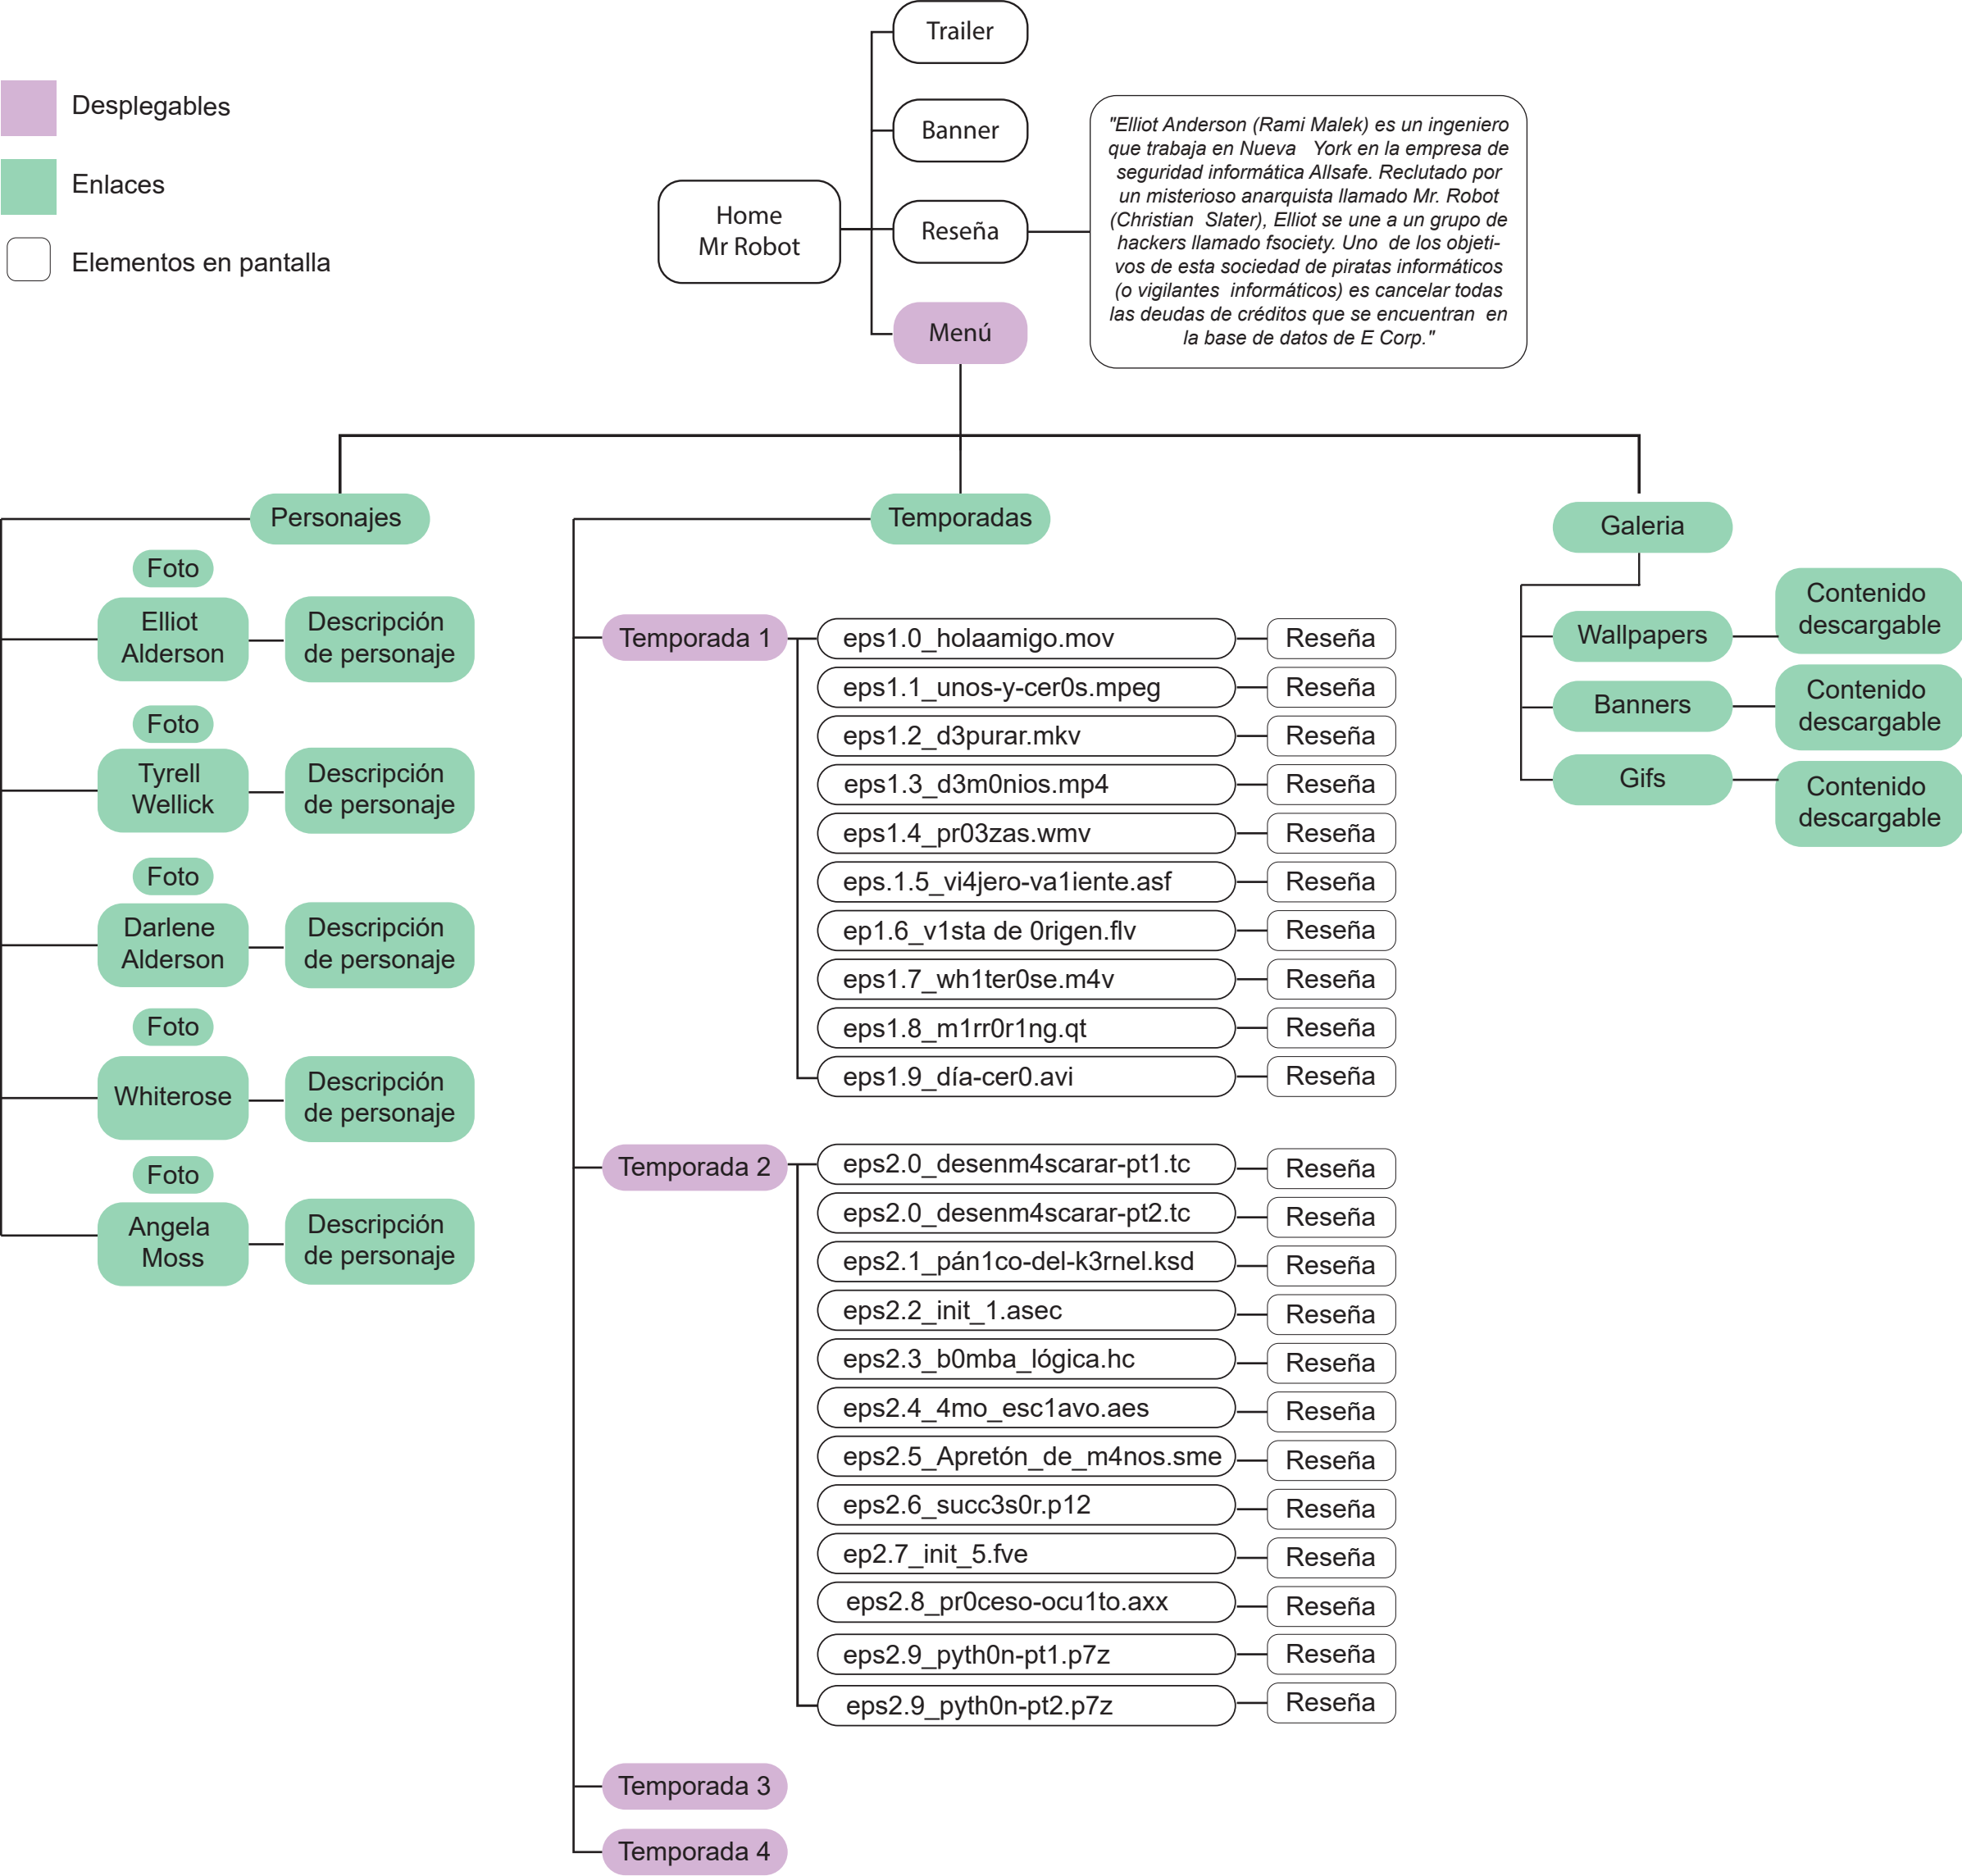 Desplegables
Enlaces
Elementos en pantalla
Home
Mr Robot
Trailer
Banner
Reseña
Menú
"Elliot Anderson (Rami Malek) es un ingeniero
que trabaja en Nueva York en la empresa de
seguridad informática Allsafe. Reclutado por
un misterioso anarquista llamado Mr. Robot
(Christian Slater), Elliot se une a un grupo de
hackers llamado fsociety. Uno de los objeti-
vos de esta sociedad de piratas informáticos
(o vigilantes informáticos) es cancelar todas
las deudas de créditos que se encuentran en
la base de datos de E Corp."
Personajes
Foto
Elliot
Alderson
Descripción
de personaje
Foto
Tyrell
Wellick
Descripción
de personaje
Foto
Darlene
Alderson
Descripción
de personaje
Foto
Whiterose
Descripción
de personaje
Foto
Angela
Moss
Descripción
de personaje
Temporadas
Temporada 1
eps1.0_holaamigo.mov
Reseña
eps1.1_unos-y-cer0s.mpeg
Reseña
eps1.2_d3purar.mkv
Reseña
eps1.3_d3m0nios.mp4
Reseña
eps1.4_pr03zas.wmv
Reseña
eps.1.5_vi4jero-va1iente.asf
Reseña
ep1.6_v1sta de 0rigen.flv
Reseña
eps1.7_wh1ter0se.m4v
Reseña
eps1.8_m1rr0r1ng.qt
Reseña
eps1.9_día-cer0.avi
Reseña
Temporada 2
eps2.0_desenm4scarar-pt1.tc
Reseña
eps2.0_desenm4scarar-pt2.tc
Reseña
eps2.1_pán1co-del-k3rnel.ksd
Reseña
eps2.2_init_1.asec
Reseña
eps2.3_b0mba_lógica.hc
Reseña
eps2.4_4mo_esc1avo.aes
Reseña
eps2.5_Apretón_de_m4nos.sme
Reseña
eps2.6_succ3s0r.p12
Reseña
ep2.7_init_5.fve
Reseña
eps2.8_pr0ceso-ocu1to.axx
Reseña
eps2.9_pyth0n-pt1.p7z
Reseña
eps2.9_pyth0n-pt2.p7z
Reseña
Temporada 3
Temporada 4
Galeria
Wallpapers
Contenido
descargable
Banners
Contenido
descargable
Gifs
Contenido
descargable